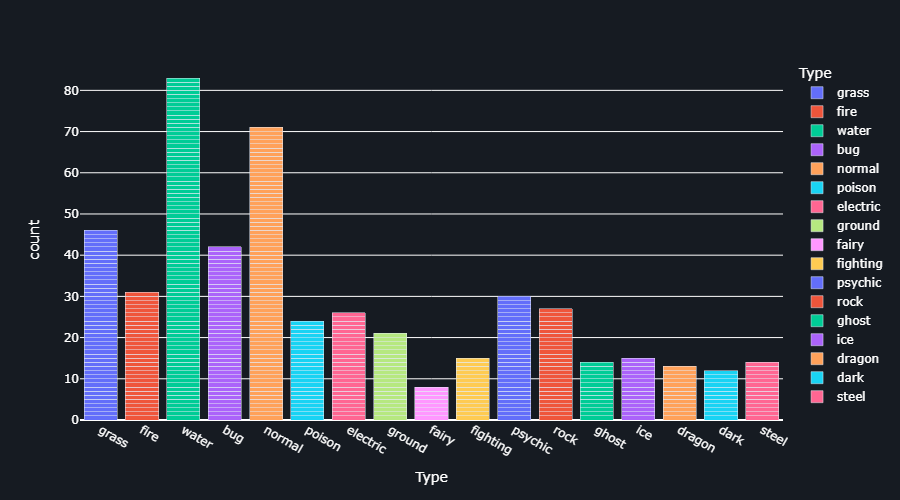 Type
grass
fire
water
bug
normal
poison
electric
ground
fairy
fighting
psychic
rock
ghost
ice
dragon
dark
steel
count
80
70
60
50
40
30
20
10
0
grass
fire
water
bug
normal
poison
electric
ground
fairy
fighting
psychic
rock
ghost
ice
dragon
dark
steel
Type